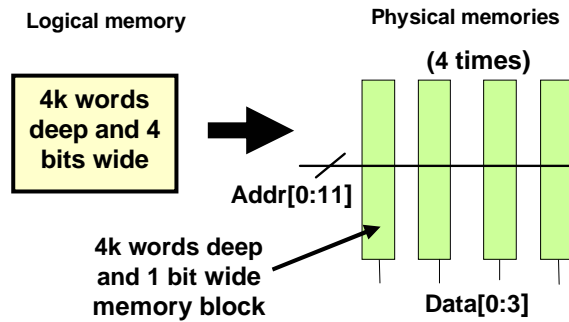 Logical memory
Physical memories
(4 times)
4k words
deep and 4
bits wide
Addr[0:11]
4k words deep
and 1 bit wide
memory block
Data[0:3]